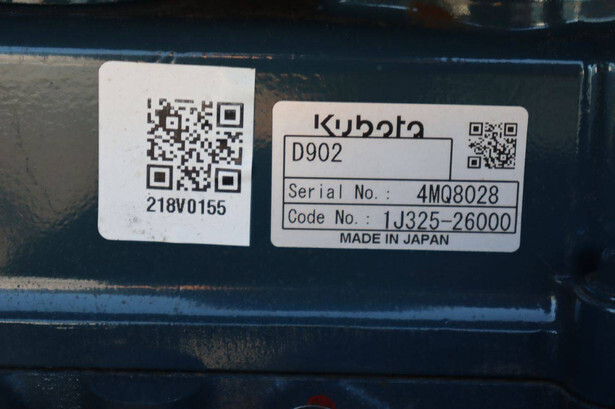 218V0155
Kubota
D902
Serial No.: 4MQ8028
Code No.: 1J325-26000
MADE IN JAPAN